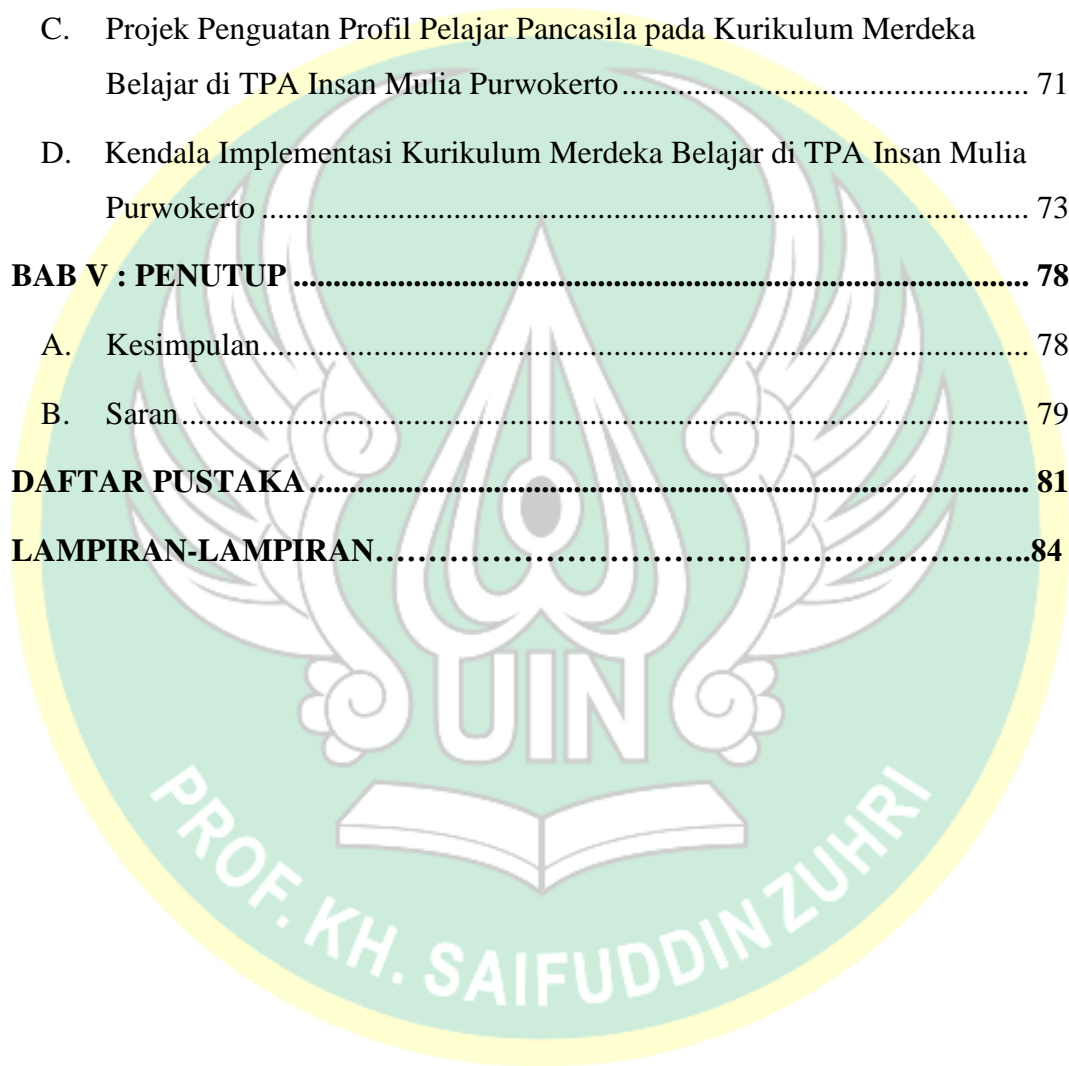 C. Projek Penguatan Profil Pelajar Pancasila pada Kurikulum Merdeka
Belajar di TPA Insan Mulia Purwokerto.......................................... 71
D. Kendala Implementasi Kurikulum Merdeka Belajar di TPA Insan Mulia
Purwokerto ................................................................................ 73
BAB V : PENUTUP ........................................................................ 78
A. Kesimpulan............................................................................... 78
B. Saran........................................................................................ 79
DAFTAR PUSTAKA ....................................................................... 81
LAMPIRAN-LAMPIRAN…………………………………………………..84
UIN
PROF. KH. SAIFUDDIN ZUHRI